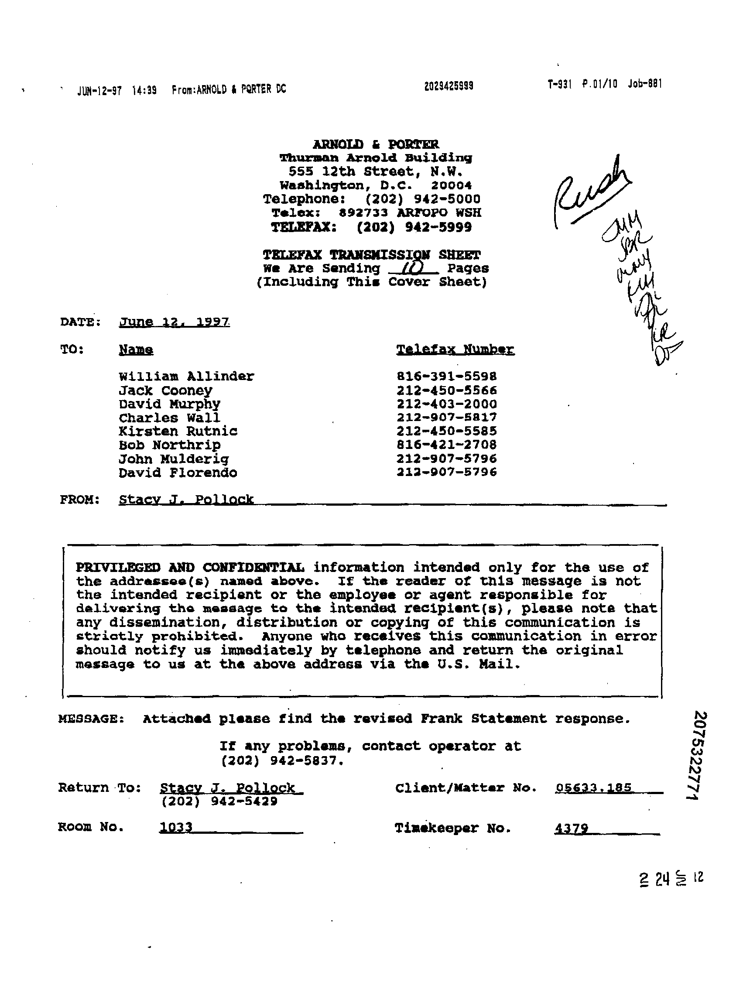 JUN-12-97 14:39 From:ARNOLD & PORTER DC 2029425999 T-931 P.01/10 Job-881
ARNOLD & PORTER
Thurman Arnold Building
555 12th Street, N.W.
Washington, D.C. 20004
Telephone: (202) 942-5000
Telex: 892733 ARFOPO WSH
TELEFAX: (202) 942-5999
Rush
TELEFAX TRANSMISSION SHEET
We Are Sending 10 Pages
(Including This Cover Sheet)
DATE: June 12, 1997
TO: Name Telefax Number
William Allinder 816-391-5598
Jack Cooney 212-450-5566
David Murphy 212-403-2000
Charles Wall 212-907-5817
Kirsten Rutnic 212-450-5585
Bob Northrip 816-421-2708
John Mulderig 212-907-5796
David Florendo 212-907-5796
FROM: Stacy J. Pollock
PRIVILEGED AND CONFIDENTIAL information intended only for the use of
the addressee(s) named above. If the reader of this message is not
the intended recipient or the employee or agent responsible for
delivering the message to the intended recipient(s), please note that
any dissemination, distribution or copying of this communication is
strictly prohibited. Anyone who receives this communication in error
should notify us immediately by telephone and return the original
message to us at the above address via the U.S. Mail.
MESSAGE: Attached please find the revised Frank Statement response.
If any problems, contact operator at
(202) 942-5837.
Return To: Stacy J. Pollock Client/Matter No. 05633.185
(202) 942-5429
Room No. 1033 Timekeeper No. 4379
2075322771